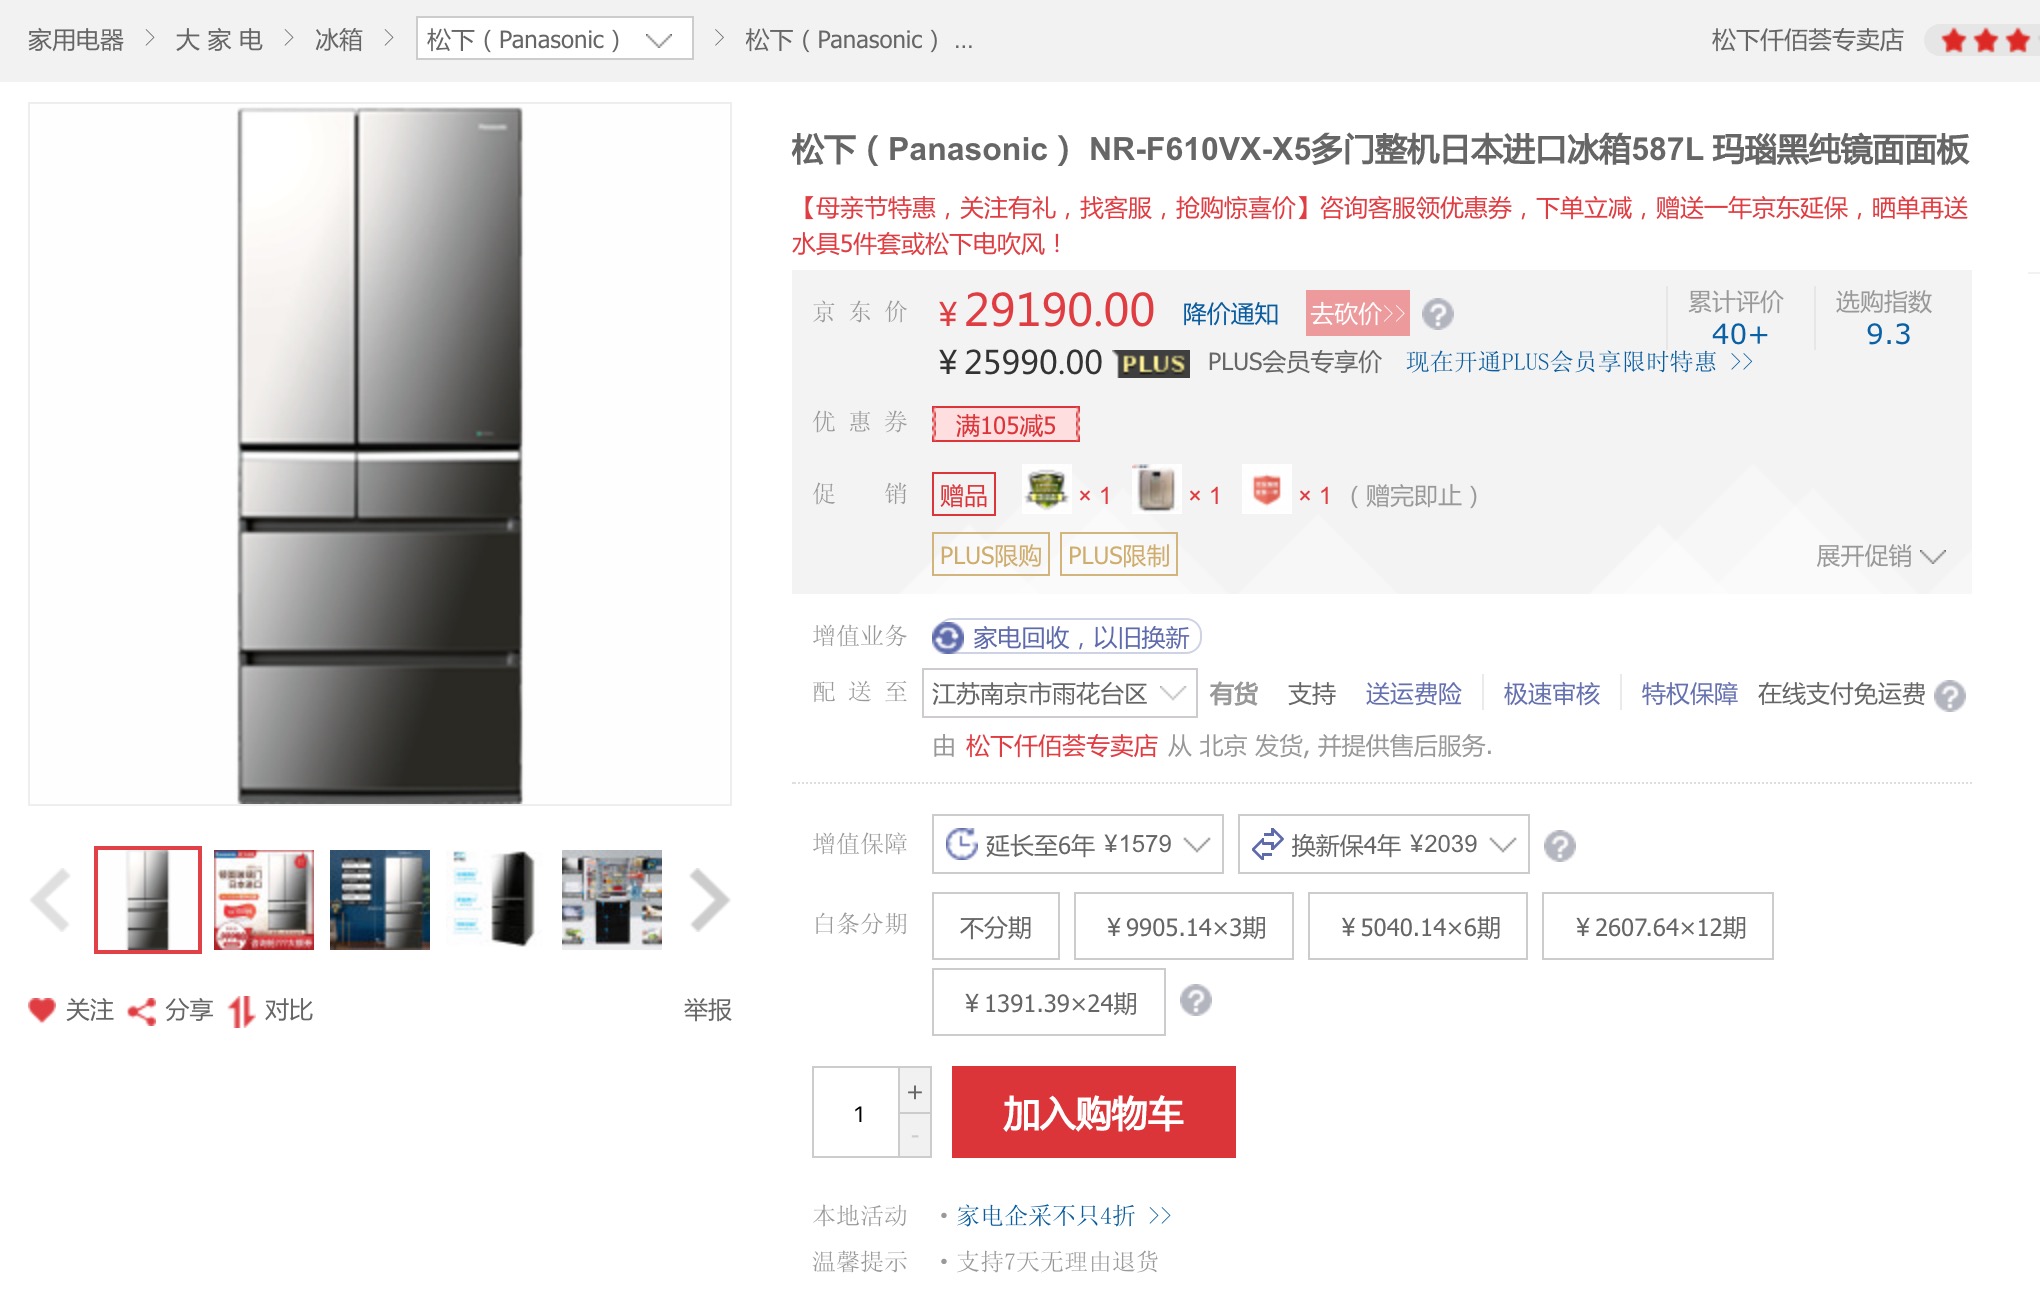 家用电器 > 大 家 电 > 冰箱 > 松下（Panasonic） > 松下（Panasonic） ...
松下仟佰荟专卖店
Panasonic
松下（Panasonic） NR-F610VX-X5多门整机日本进口冰箱587L 玛瑙黑纯镜面面板
【母亲节特惠，关注有礼，找客服，抢购惊喜价】咨询客服领优惠券，下单立减，赠送一年京东延保，晒单再送
水具5件套或松下电吹风！
京 东 价 ￥29190.00 降价通知 去砍价>> ?
累计评价 40+
选购指数 9.3
￥25990.00 PLUS PLUS会员专享价 现在开通PLUS会员享限时特惠 >>
优 惠 券 满105减5
促 销 赠品 × 1 × 1 × 1 （赠完即止）
PLUS限购 PLUS限制 展开促销
增值业务 家电回收，以旧换新
配 送 至 江苏南京市雨花台区 有货 支持 送运费险 极速审核 特权保障 在线支付免运费 ?
由 松下仟佰荟专卖店 从 北京 发货, 并提供售后服务.
增值保障 延长至6年 ¥1579 换新保4年 ¥2039 ?
白条分期 不分期 ￥9905.14×3期 ￥5040.14×6期 ￥2607.64×12期
￥1391.39×24期 ?
关注 分享 对比 举报
1 + - 加入购物车
本地活动 · 家电企采不只4折 >>
温馨提示 · 支持7天无理由退货